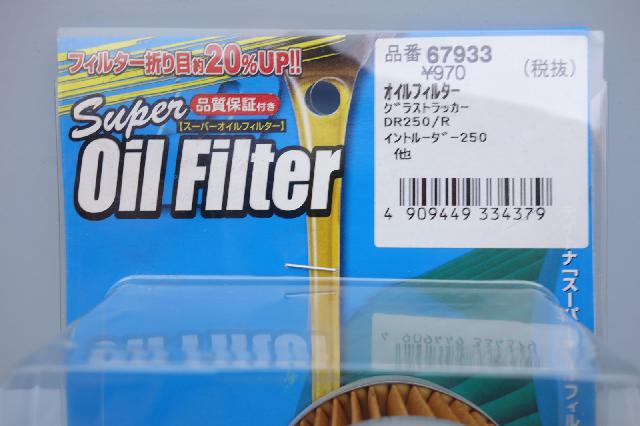 フィルター折り目約20%UP!!
Super 品質保証付き
【スーパーオイルフィルター】
Oil Filter
品番 67933
¥970 (税抜)
オイルフィルター
グラストラッカー
DR250/R
イントルーダー250
他
4 909449 334379